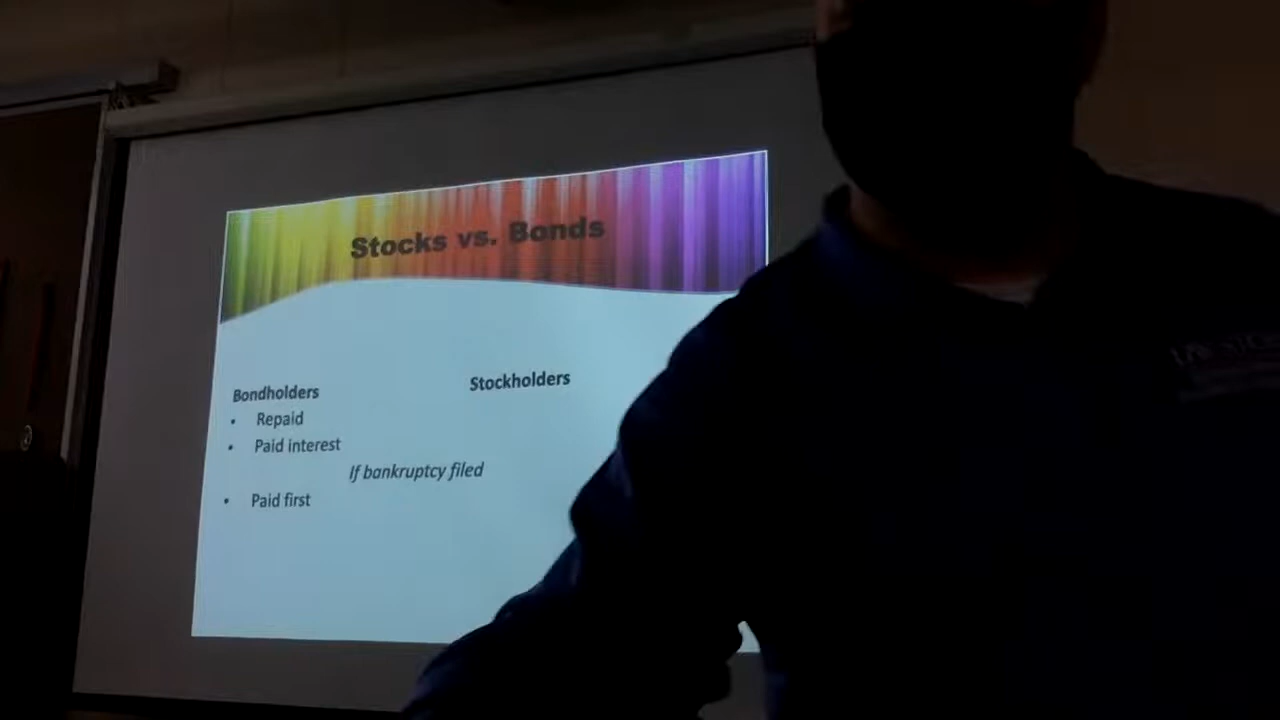 Stocks vs. Bonds
Bondholders
Stockholders
• Repaid
• Paid interest
If bankruptcy filed
• Paid first